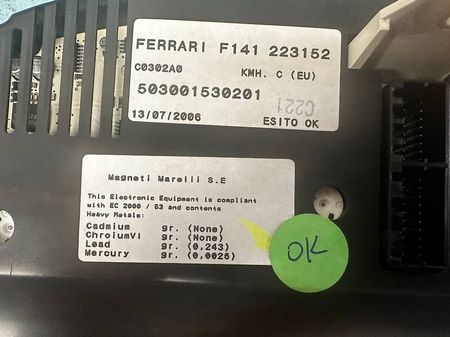 FERRARI F141 223152
C0302A0 KMH. C (EU)
503001530201
C221
13/07/2006 ESITO OK
Magneti Marelli S.E
This Electronic Equipment is compliant
with EC 2000 / 53 and contents
Heavy Metals:
Cadmium gr. (None)
ChroiumVI gr. (None)
Lead gr. (0.243)
Mercury gr. (0.0025)
OK